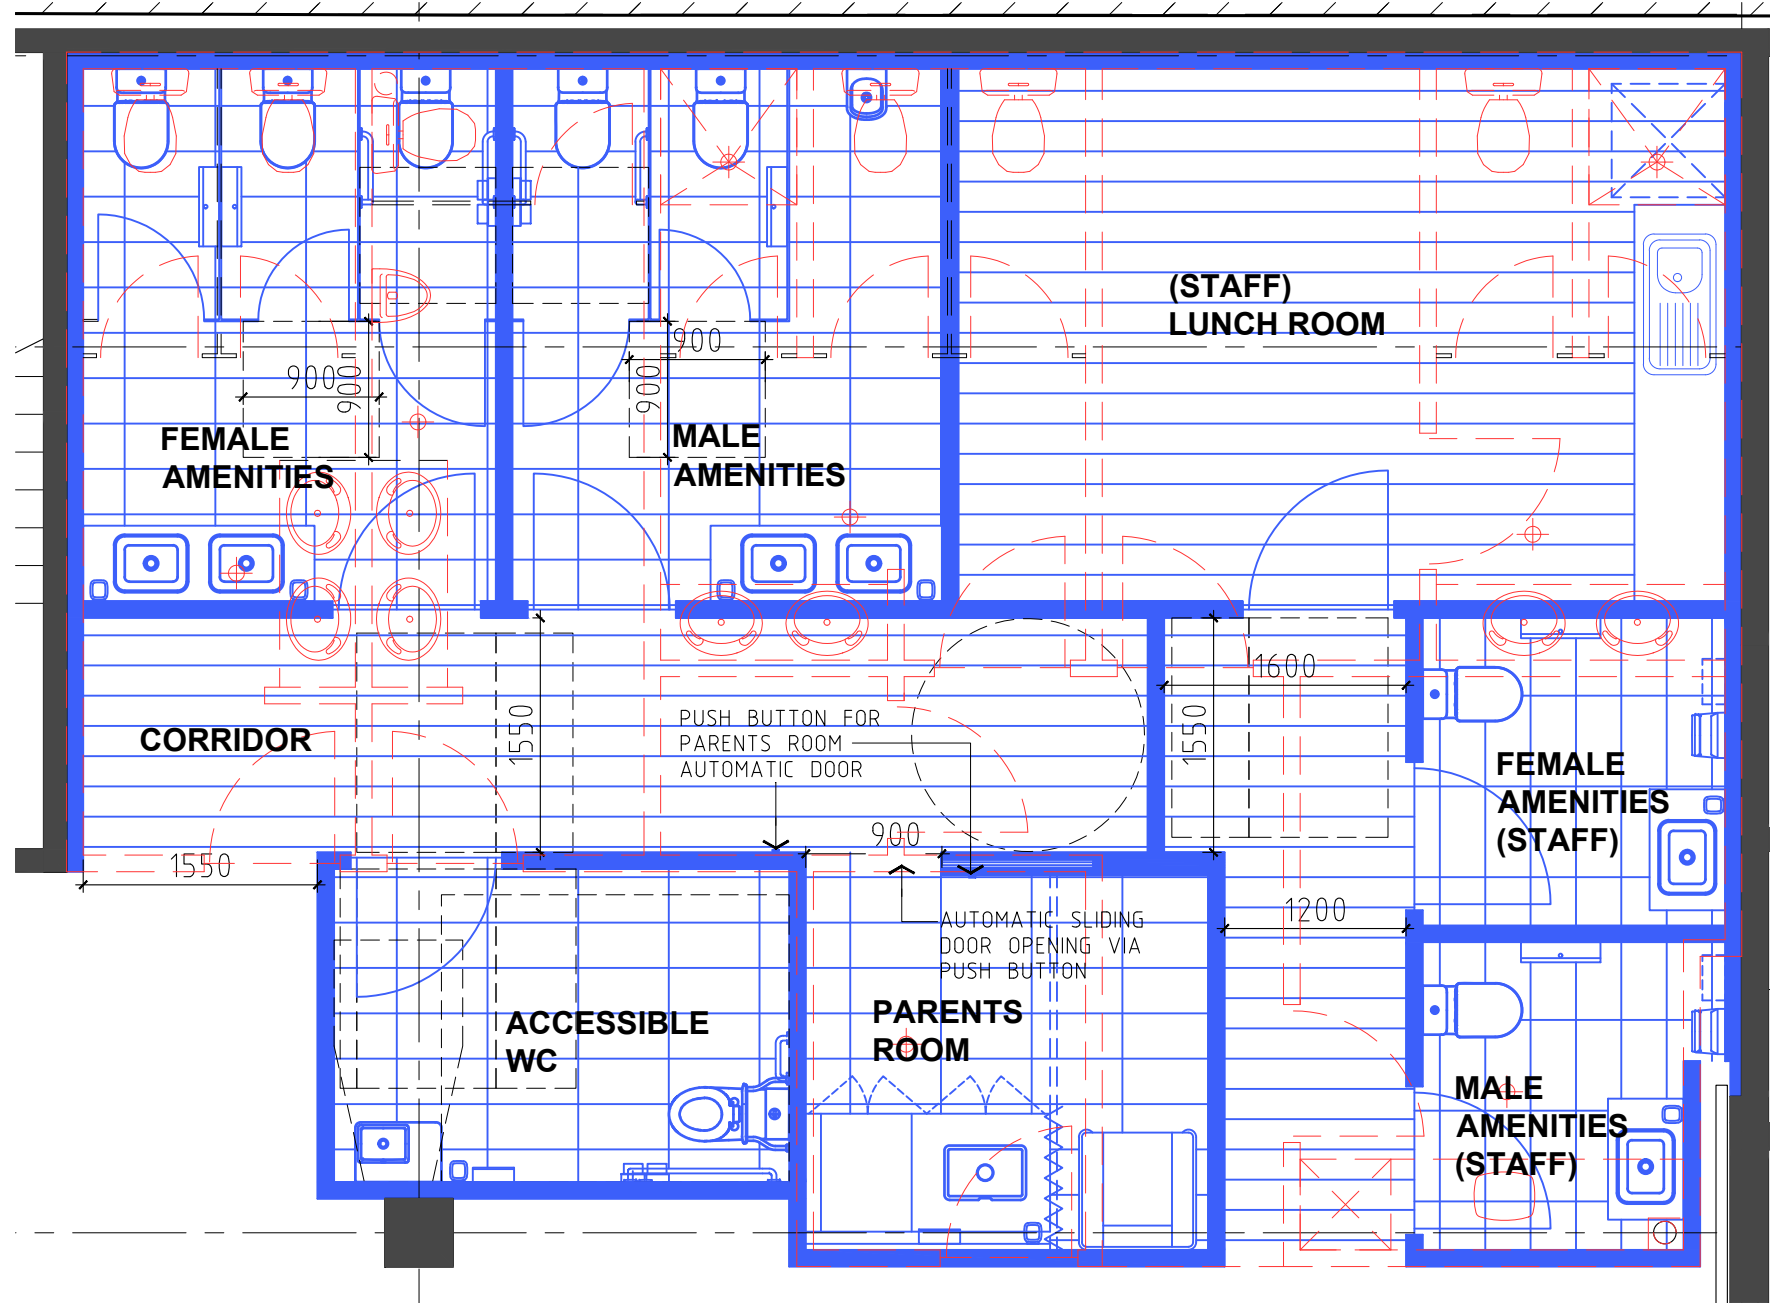 (STAFF)
LUNCH ROOM
900
900
900
900
FEMALE
AMENITIES
MALE
AMENITIES
1600
1550
1550
CORRIDOR
PUSH BUTTON FOR
PARENTS ROOM
AUTOMATIC DOOR
FEMALE
AMENITIES
(STAFF)
900
1550
1200
AUTOMATIC SLIDING
DOOR OPENING VIA
PUSH BUTTON
ACCESSIBLE
WC
PARENTS
ROOM
MALE
AMENITIES
(STAFF)